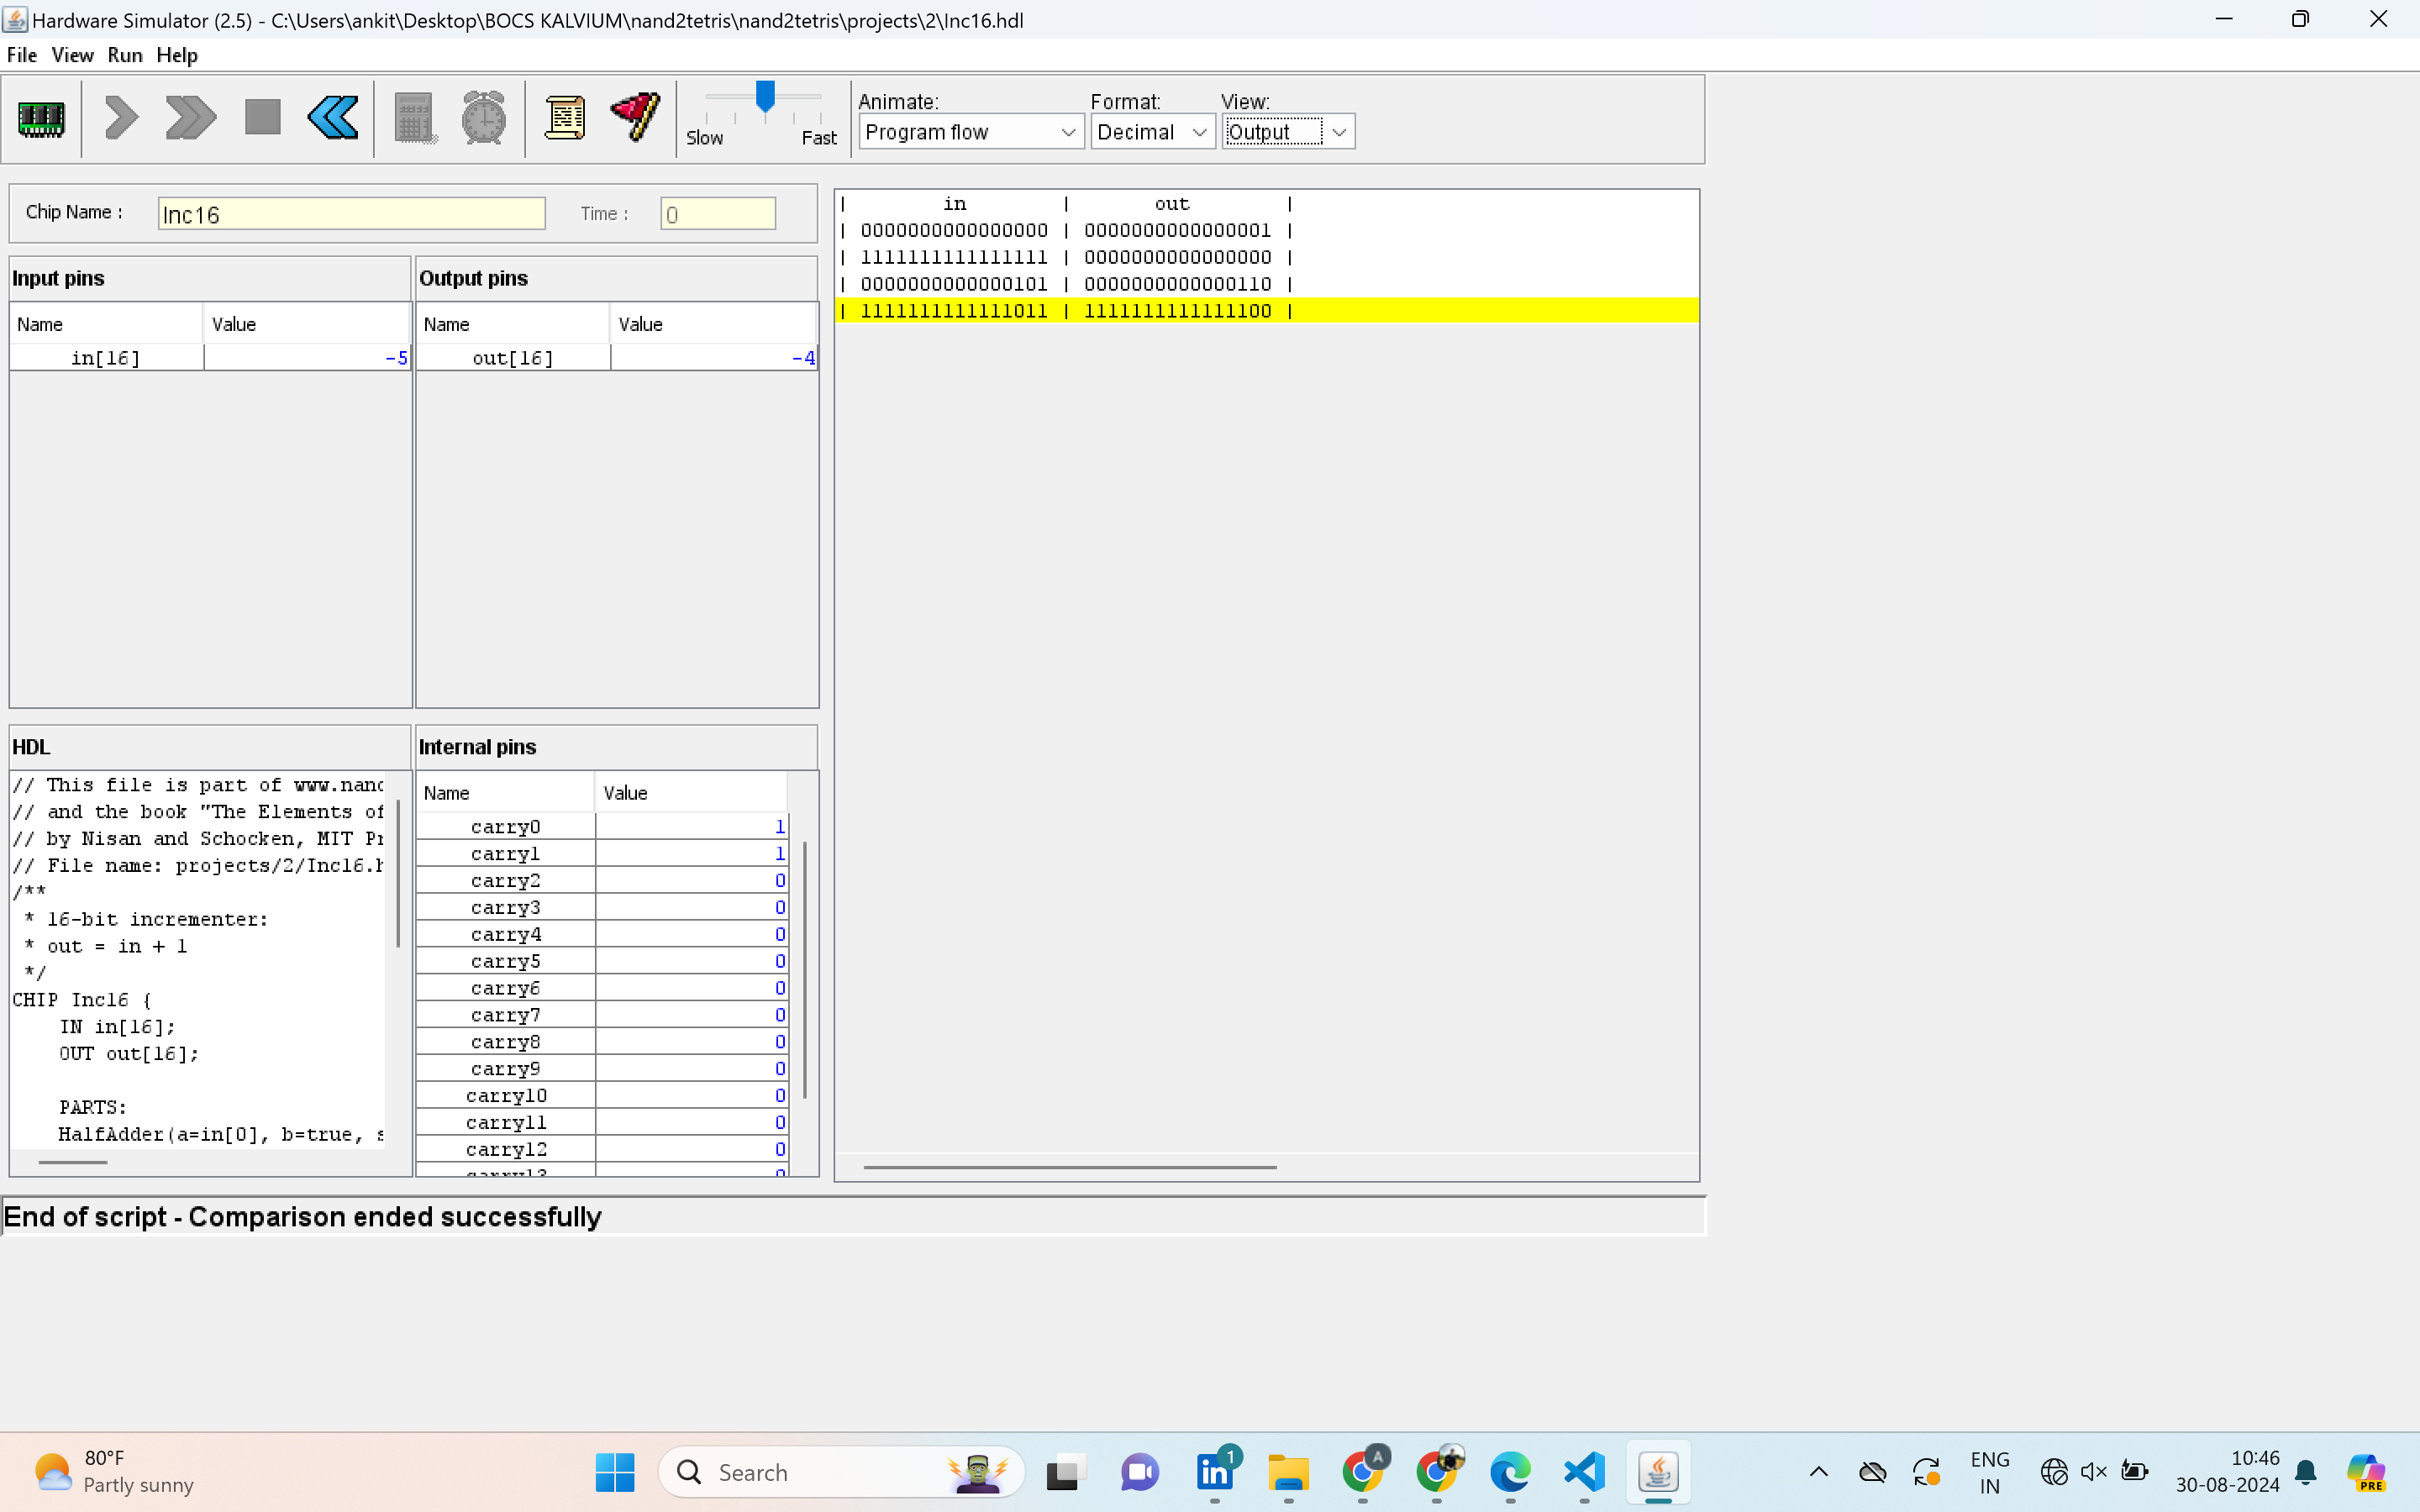 Hardware Simulator (2.5) - C:\Users\ankit\Desktop\BOCS KALVIUM\nand2tetris\nand2tetris\projects\2\Inc16.hdl
File View Run Help
Slow Fast
Animate: Format: View:
Program flow Decimal Output
Chip Name : Inc16 Time : 0
Input pins
Name Value
in[16] -5
Output pins
Name Value
out[16] -4
| in | out |
| 0000000000000000 | 0000000000000001 |
| 1111111111111111 | 0000000000000000 |
| 0000000000000101 | 0000000000000110 |
| 1111111111111011 | 1111111111111100 |
HDL
// This file is part of www.nand
// and the book "The Elements of
// by Nisan and Schocken, MIT Pr
// File name: projects/2/Inc16.h
/**
* 16-bit incrementer:
* out = in + 1
*/
CHIP Inc16 {
IN in[16];
OUT out[16];
PARTS:
HalfAdder(a=in[0], b=true, s
Internal pins
Name Value
carry0 1
carry1 1
carry2 0
carry3 0
carry4 0
carry5 0
carry6 0
carry7 0
carry8 0
carry9 0
carry10 0
carry11 0
carry12 0
carry13 0
End of script - Comparison ended successfully
80°F
Partly sunny
Search
1
A
ENG
IN
10:46
30-08-2024
PRE